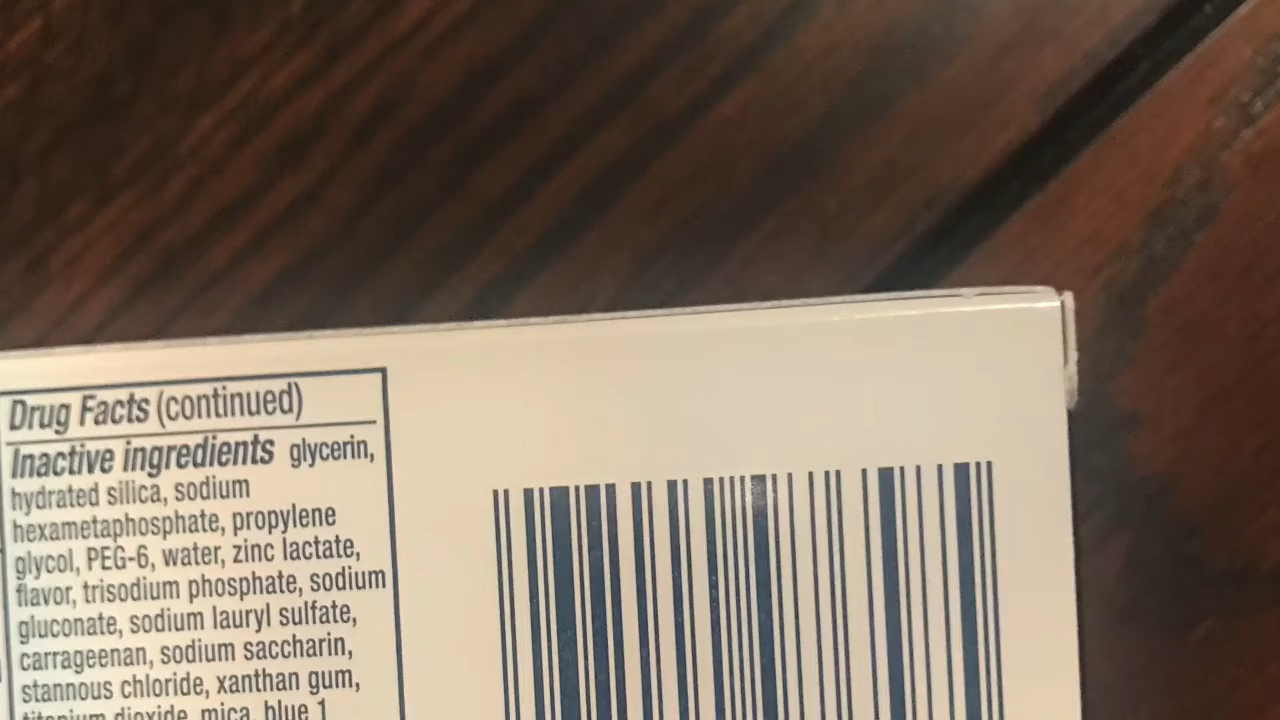 Drug Facts (continued)
Inactive ingredients glycerin,
hydrated silica, sodium
hexametaphosphate, propylene
glycol, PEG-6, water, zinc lactate,
flavor, trisodium phosphate, sodium
gluconate, sodium lauryl sulfate,
carrageenan, sodium saccharin,
stannous chloride, xanthan gum,
titanium dioxide, mica, blue 1